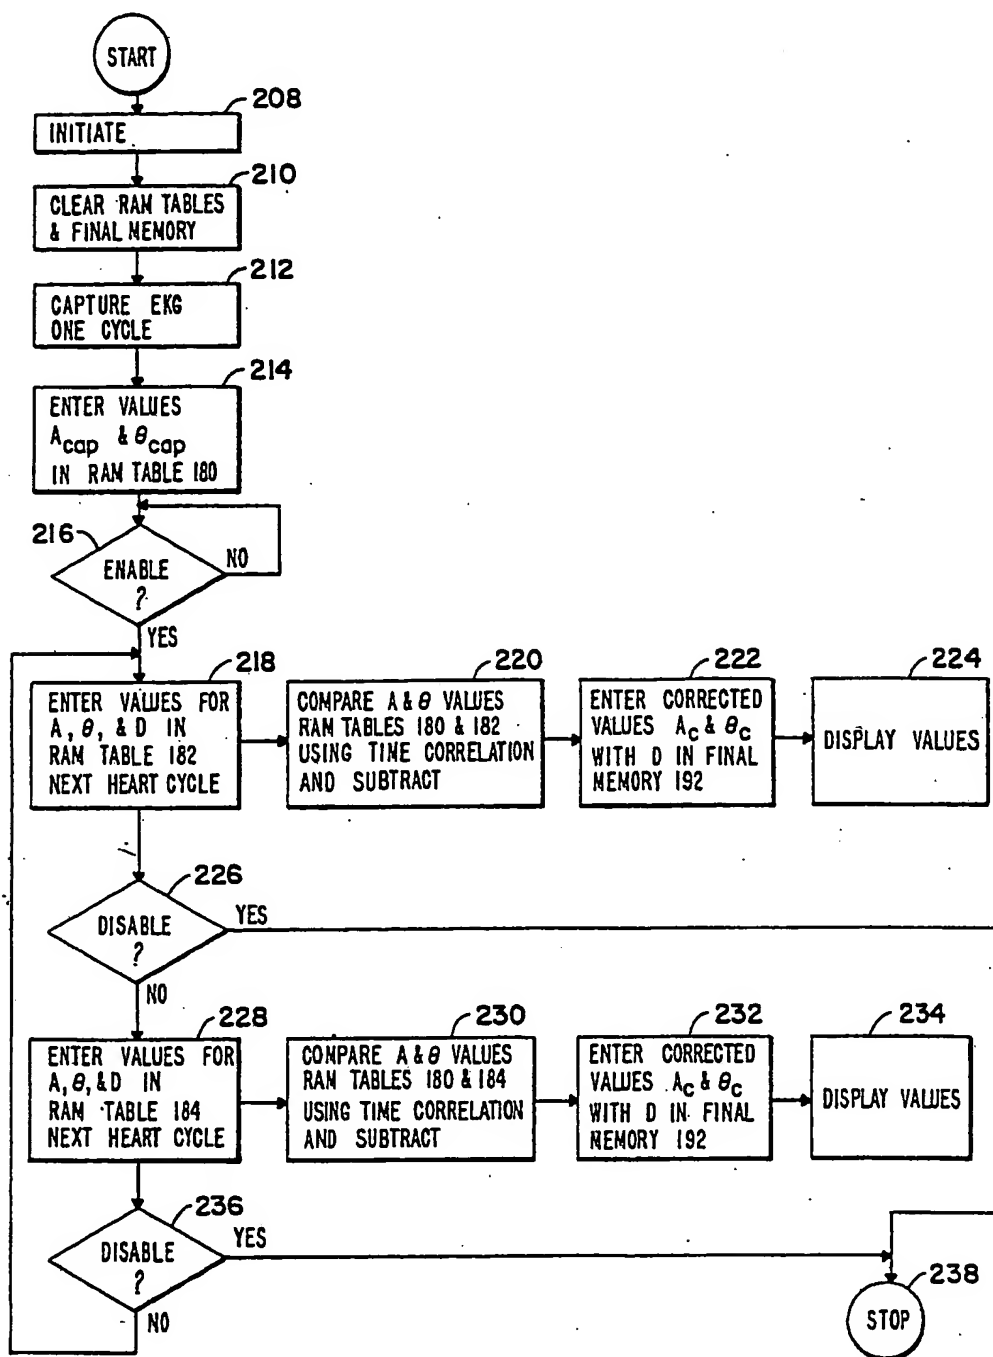 START
208
INITIATE
210
CLEAR RAM TABLES
& FINAL MEMORY
212
CAPTURE EKG
ONE CYCLE
214
ENTER VALUES
Acap & θcap
IN RAM TABLE 180
216
ENABLE
?
NO
YES
218
ENTER VALUES FOR
A, θ, & D IN
RAM TABLE 182
NEXT HEART CYCLE
220
COMPARE A & θ VALUES
RAM TABLES 180 & 182
USING TIME CORRELATION
AND SUBTRACT
222
ENTER CORRECTED
VALUES Ac & θc
WITH D IN FINAL
MEMORY 192
224
DISPLAY VALUES
226
DISABLE
?
YES
NO
228
ENTER VALUES FOR
A, θ, & D IN
RAM TABLE 184
NEXT HEART CYCLE
230
COMPARE A & θ VALUES
RAM TABLES 180 & 184
USING TIME CORRELATION
AND SUBTRACT
232
ENTER CORRECTED
VALUES Ac & θc
WITH D IN FINAL
MEMORY 192
234
DISPLAY VALUES
236
DISABLE
?
YES
NO
238
STOP